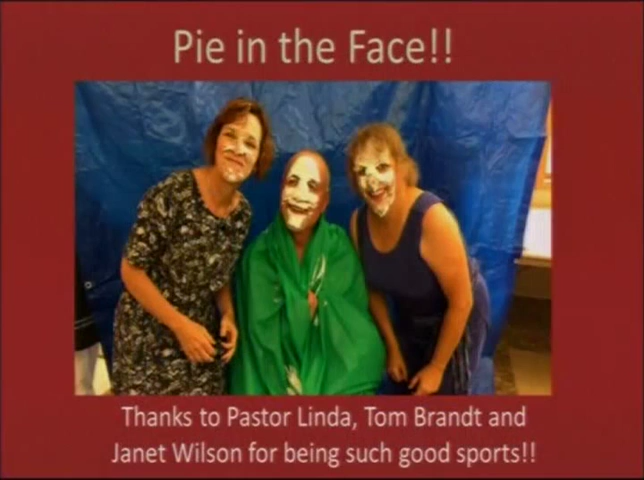 Pie in the Face!!
Thanks to Pastor Linda, Tom Brandt and
Janet Wilson for being such good sports!!